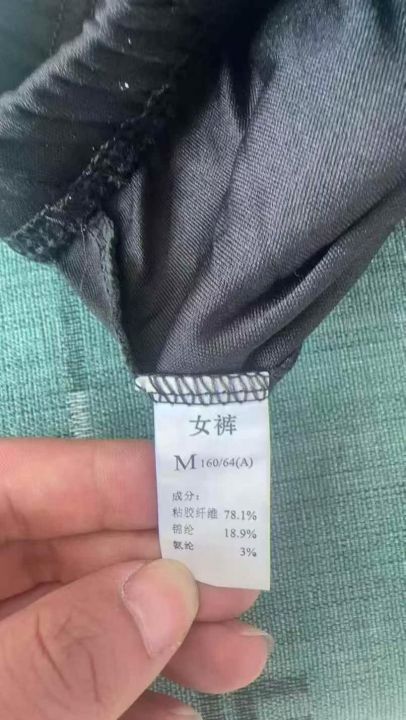 女裤
M 160/64(A)
成分：
粘胶纤维 78.1%
锦纶 18.9%
氨纶 3%